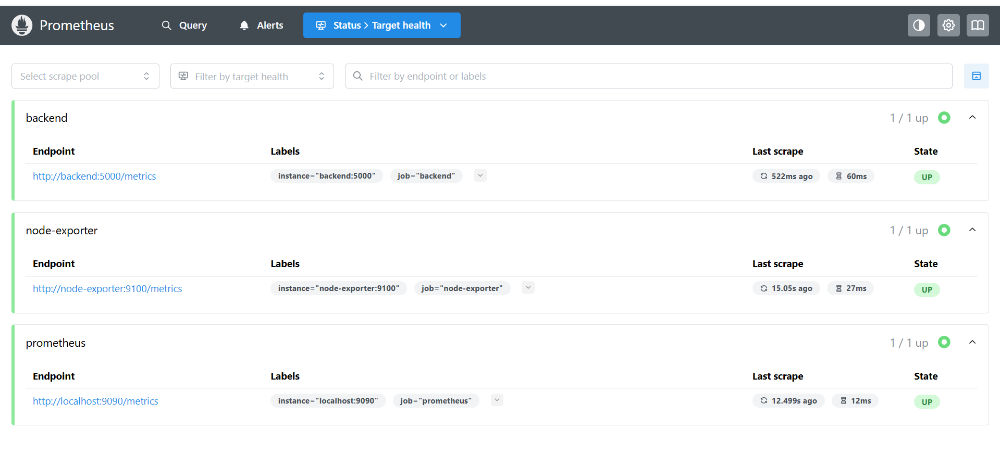 Prometheus Query Alerts Status > Target health
Select scrape pool Filter by target health Filter by endpoint or labels
backend 1 / 1 up
Endpoint Labels Last scrape State
http://backend:5000/metrics instance="backend:5000" job="backend" 522ms ago 60ms UP
node-exporter 1 / 1 up
Endpoint Labels Last scrape State
http://node-exporter:9100/metrics instance="node-exporter:9100" job="node-exporter" 15.05s ago 27ms UP
prometheus 1 / 1 up
Endpoint Labels Last scrape State
http://localhost:9090/metrics instance="localhost:9090" job="prometheus" 12.499s ago 12ms UP